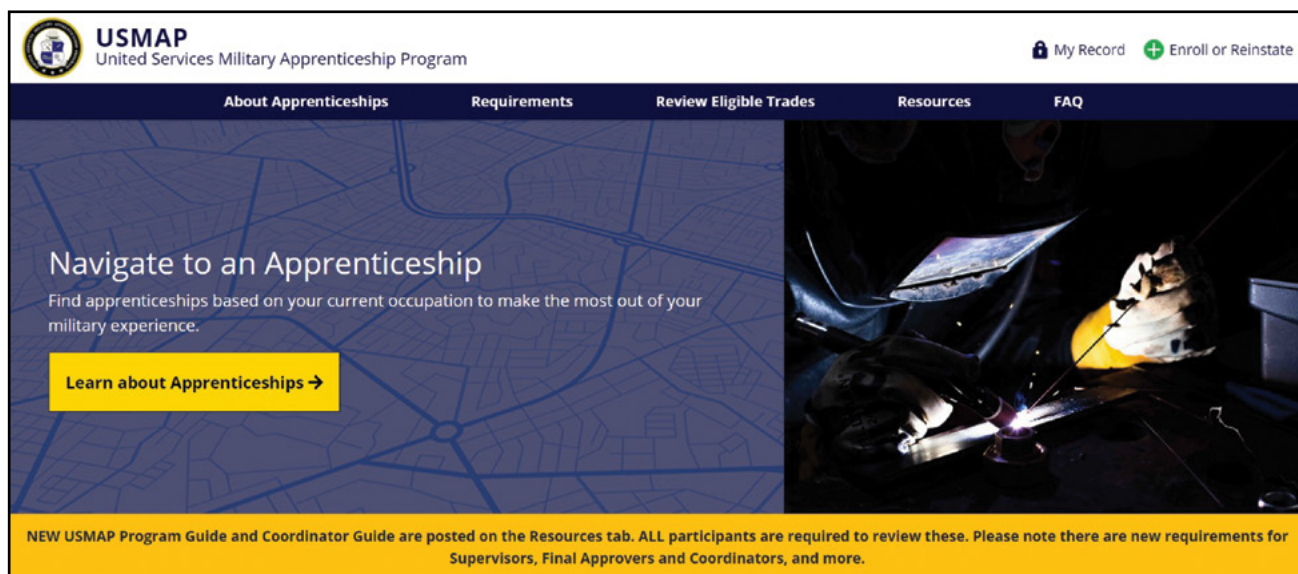 USMAP
United Services Military Apprenticeship Program
My Record
Enroll or Reinstate
About Apprenticeships
Requirements
Review Eligible Trades
Resources
FAQ
Navigate to an Apprenticeship
Find apprenticeships based on your current occupation to make the most out of your
military experience.
Learn about Apprenticeships →
NEW USMAP Program Guide and Coordinator Guide are posted on the Resources tab. ALL participants are required to review these. Please note there are new requirements for
Supervisors, Final Approvers and Coordinators, and more.